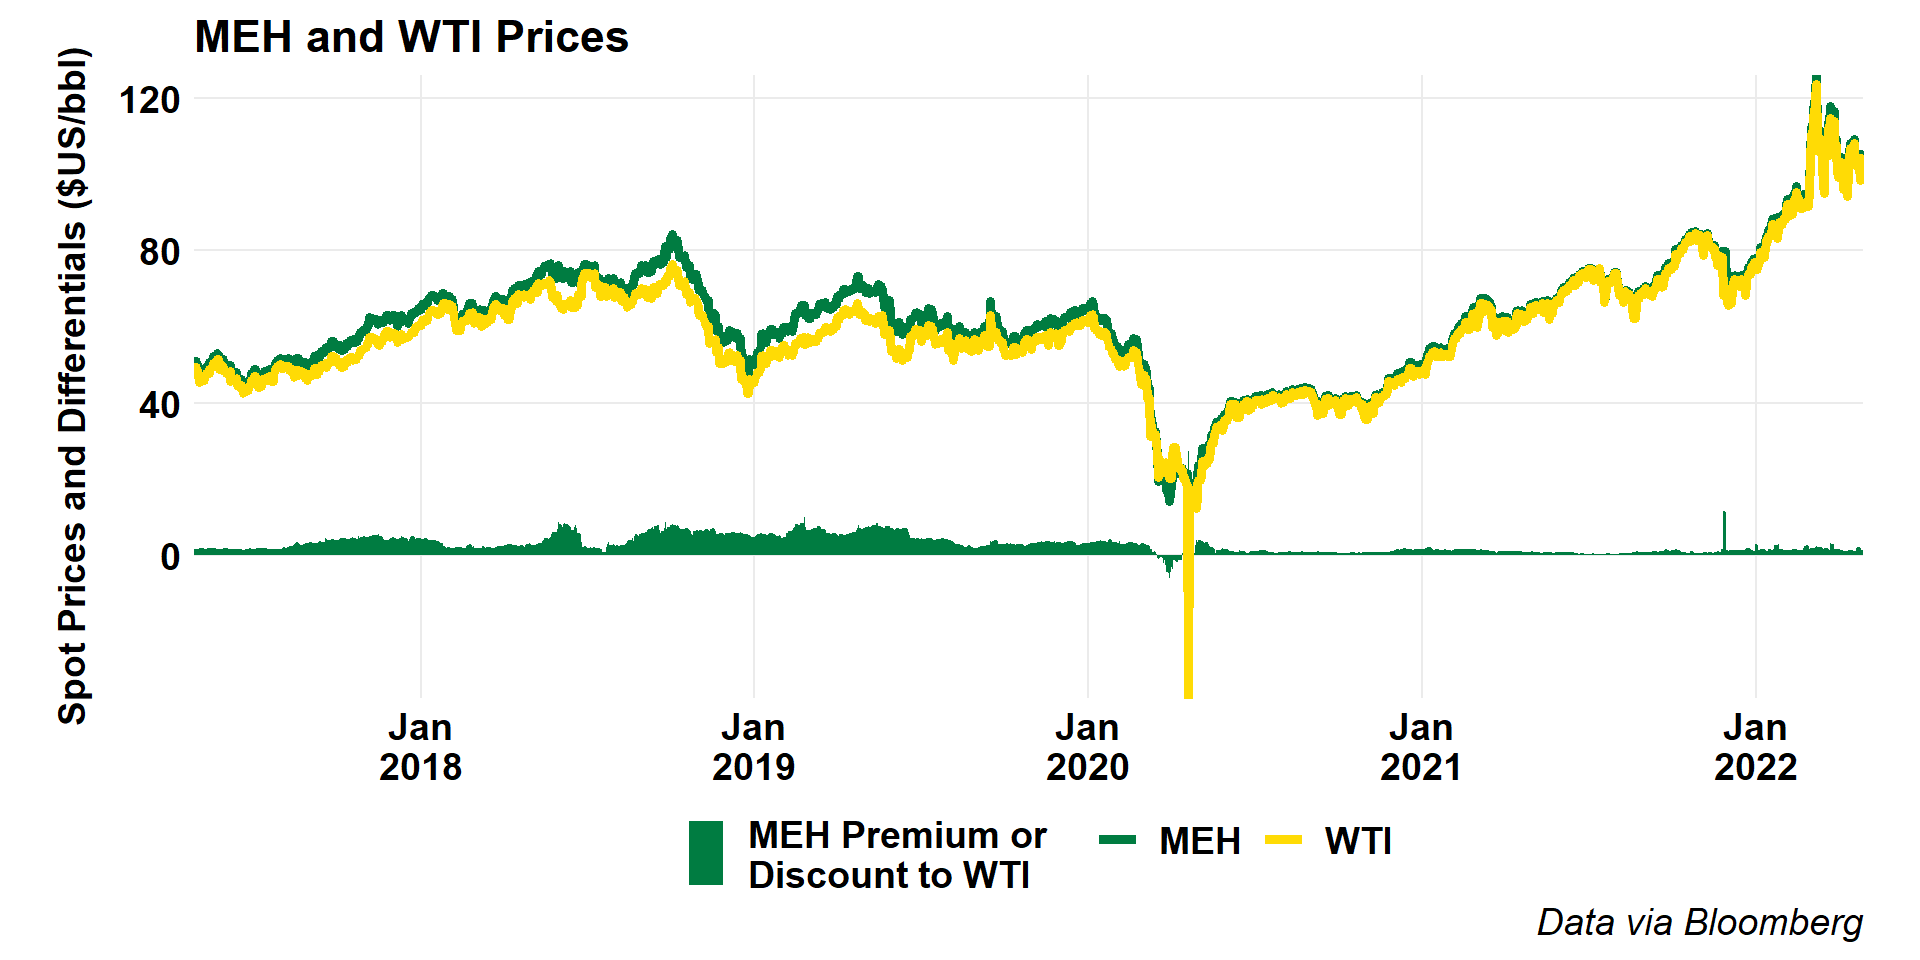 MEH and WTI Prices
Spot Prices and Differentials ($US/bbl)
120
80
40
0
Jan
2018
Jan
2019
Jan
2020
Jan
2021
Jan
2022
MEH Premium or
Discount to WTI
MEH
WTI
Data via Bloomberg